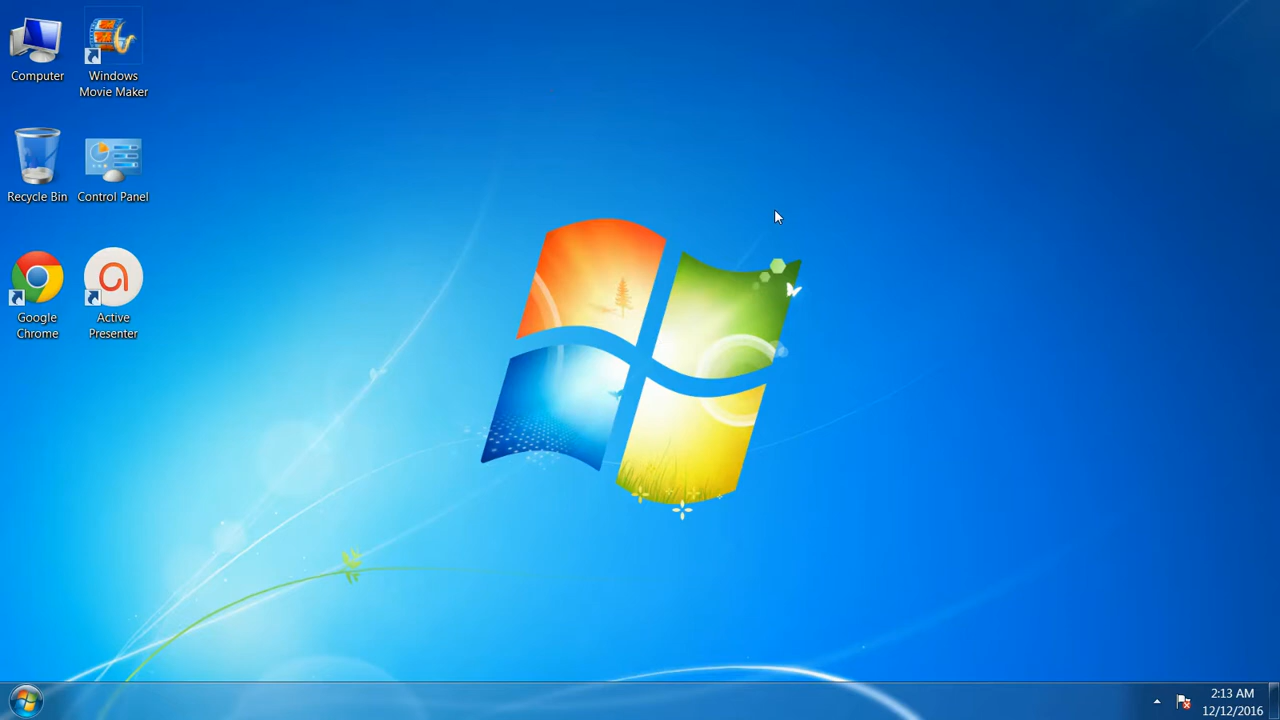 Computer
Windows
Movie Maker
Recycle Bin
Control Panel
Google
Chrome
Active
Presenter
2:13 AM
12/12/2016